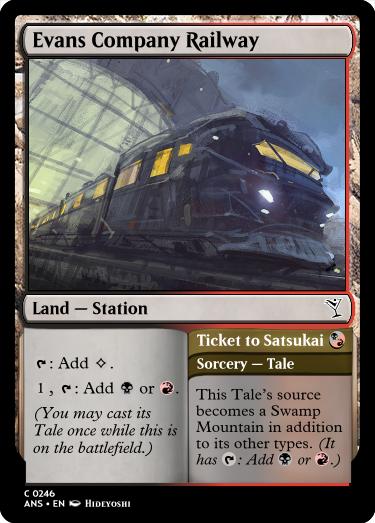 Evans Company Railway
Land — Station
: Add .
1 , : Add or .
(You may cast its
Tale once while this is
on the battlefield.)
Ticket to Satsukai
Sorcery — Tale
This Tale's source
becomes a Swamp
Mountain in addition
to its other types. (It
has : Add or .)
C 0246
ANS • EN Hideyoshi